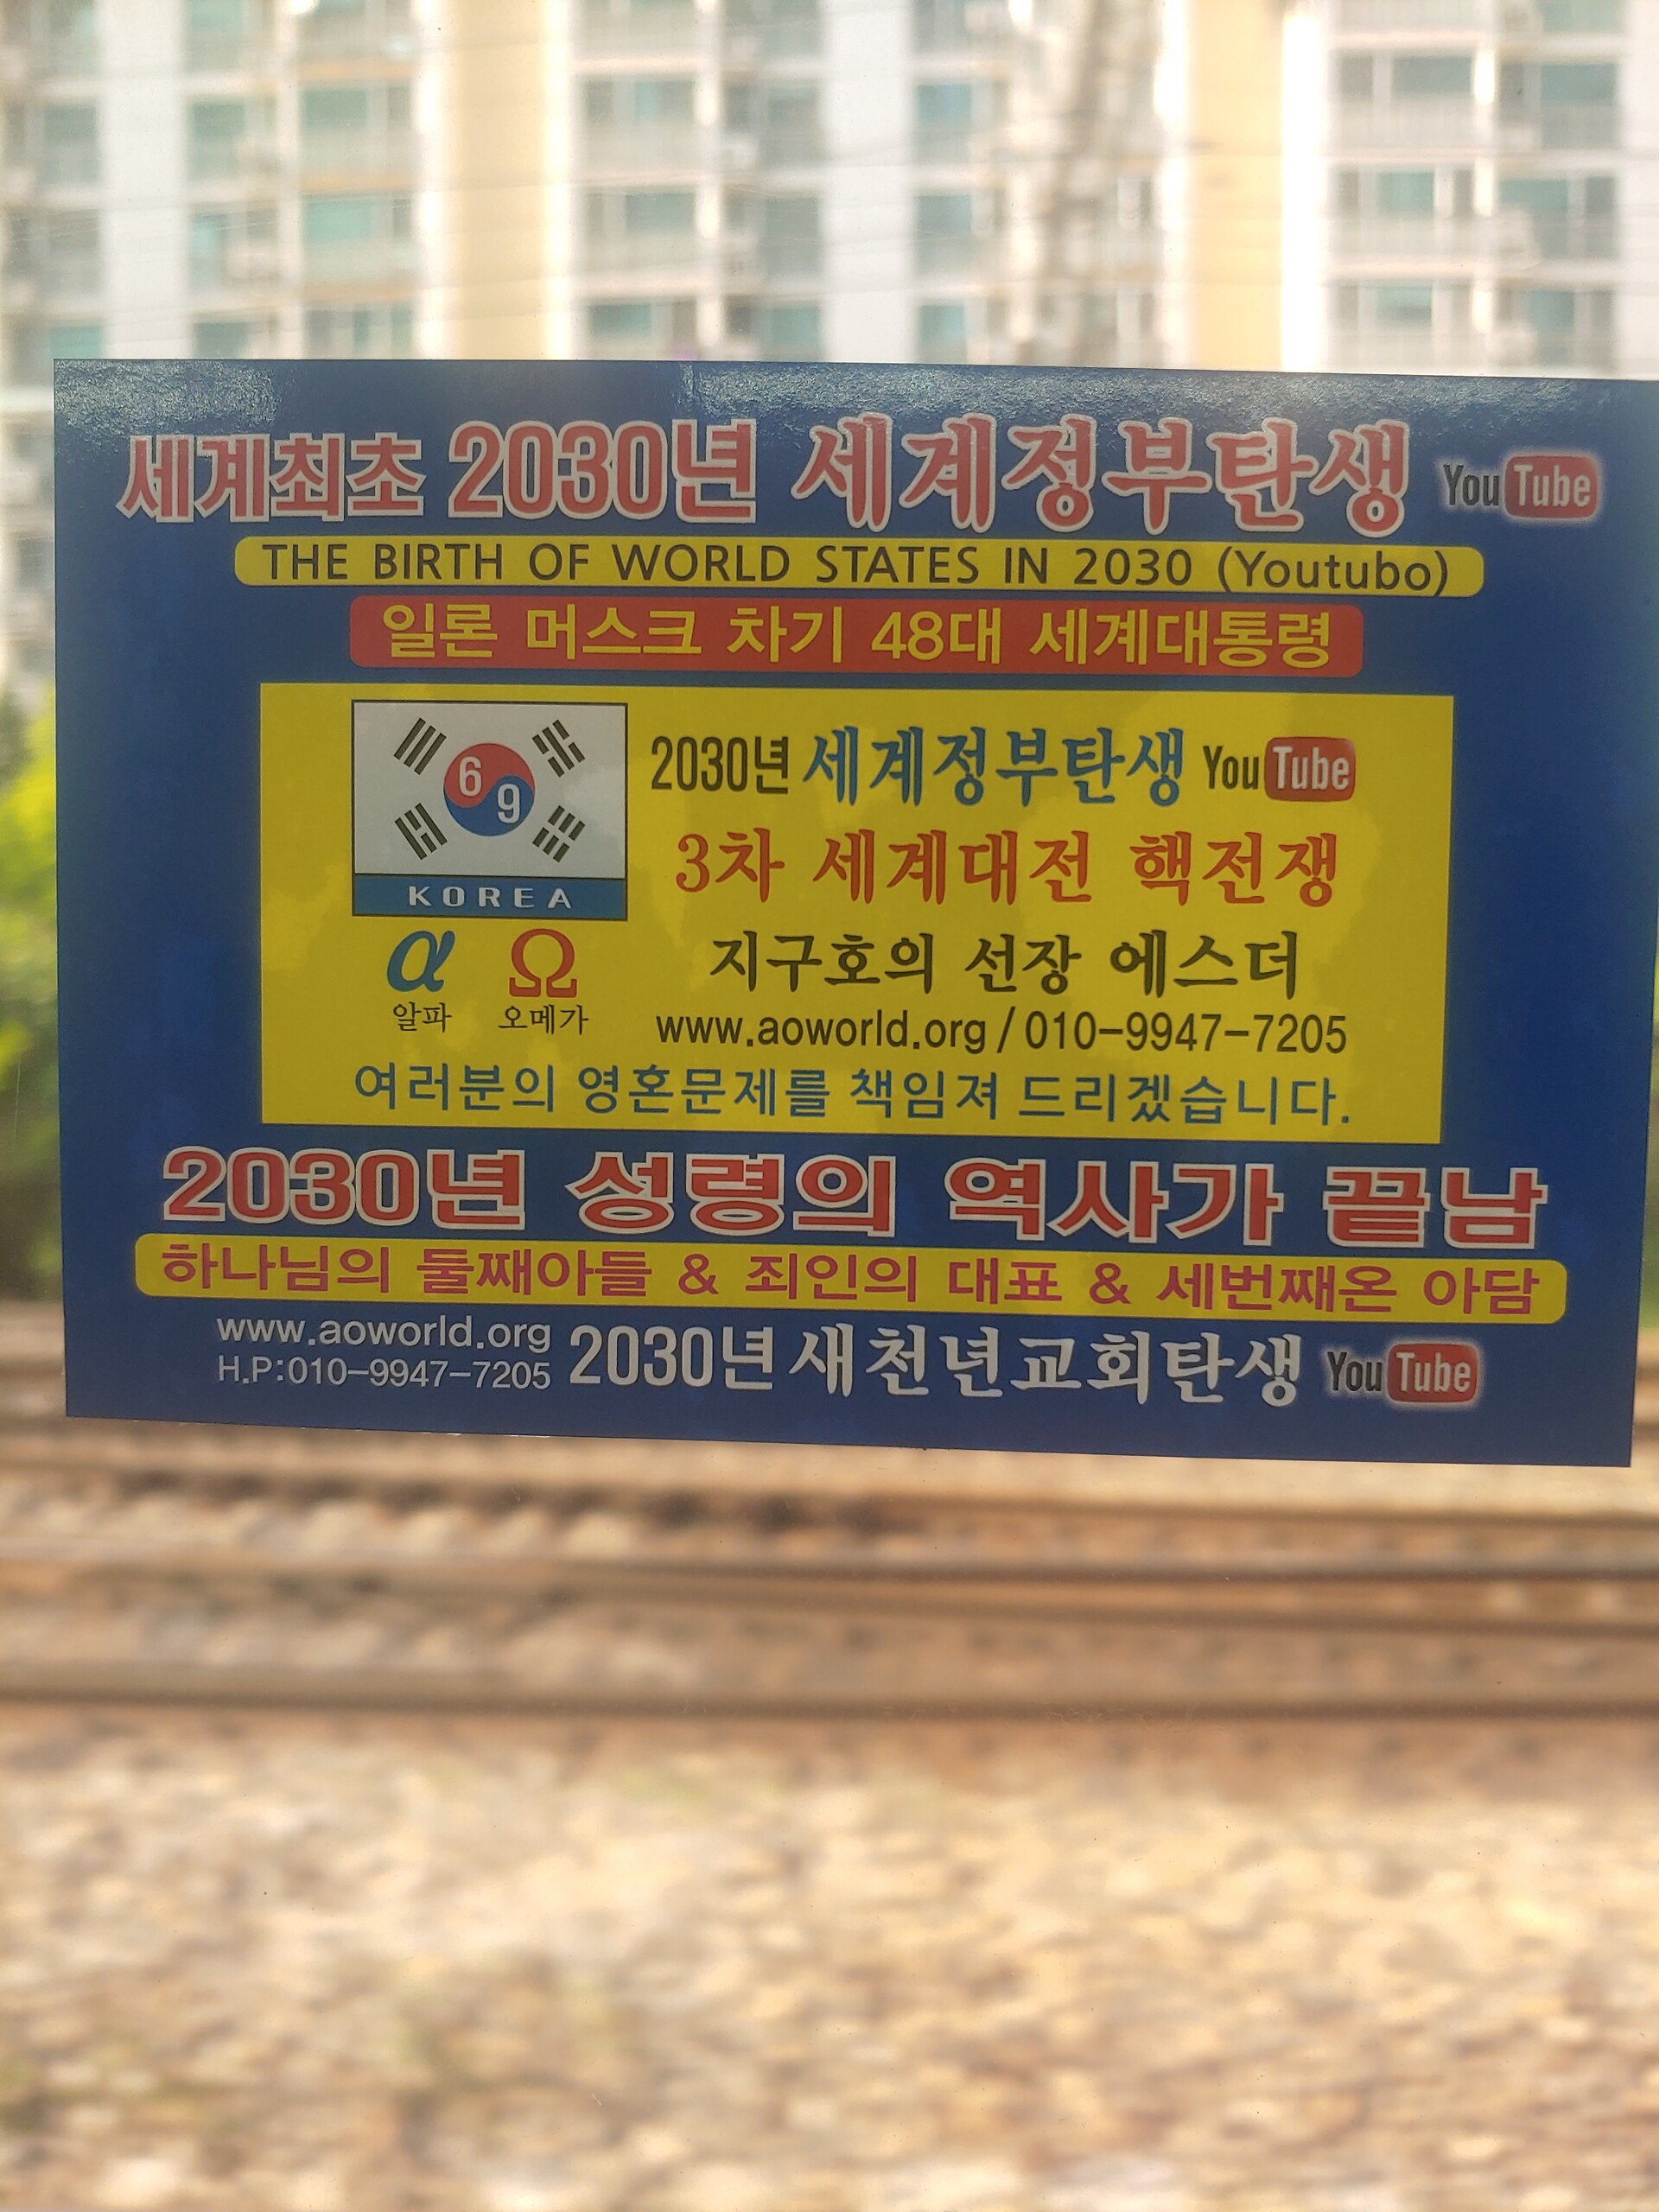 세계최초 2030년 세계정부탄생 YouTube
THE BIRTH OF WORLD STATES IN 2030 (Youtubo)
일론 머스크 차기 48대 세계대통령
6
9
KOREA
α Ω
알파 오메가
2030년 세계정부탄생 YouTube
3차 세계대전 핵전쟁
지구호의 선장 에스더
www.aoworld.org / 010-9947-7205
여러분의 영혼문제를 책임져 드리겠습니다.
2030년 성령의 역사가 끝남
하나님의 둘째아들 & 죄인의 대표 & 세번째온 아담
www.aoworld.org
H.P:010-9947-7205
2030년 새천년교회탄생 YouTube